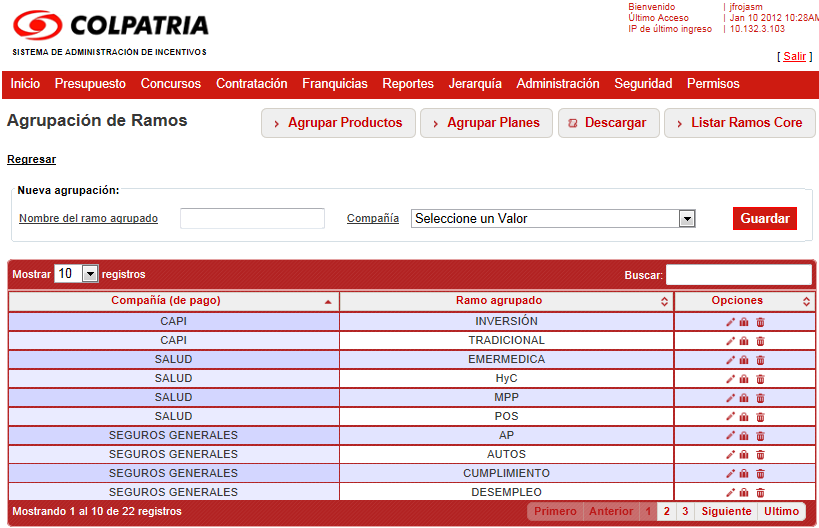 COLPATRIA
SISTEMA DE ADMINISTRACIÓN DE INCENTIVOS
Bienvenido | jfrojasm
Último Acceso | Jan 10 2012 10:28AM
IP de último ingreso | 10.132.3.103
[ Salir ]
Inicio Presupuesto Concursos Contratación Franquicias Reportes Jerarquía Administración Seguridad Permisos
Agrupación de Ramos
› Agrupar Productos › Agrupar Planes Descargar › Listar Ramos Core
Regresar
Nueva agrupación:
Nombre del ramo agrupado Compañía Seleccione un Valor Guardar
Mostrar 10 registros Buscar:
Compañía (de pago) Ramo agrupado Opciones
CAPI INVERSIÓN
CAPI TRADICIONAL
SALUD EMERMEDICA
SALUD HyC
SALUD MPP
SALUD POS
SEGUROS GENERALES AP
SEGUROS GENERALES AUTOS
SEGUROS GENERALES CUMPLIMIENTO
SEGUROS GENERALES DESEMPLEO
Mostrando 1 al 10 de 22 registros Primero Anterior 1 2 3 Siguiente Ultimo